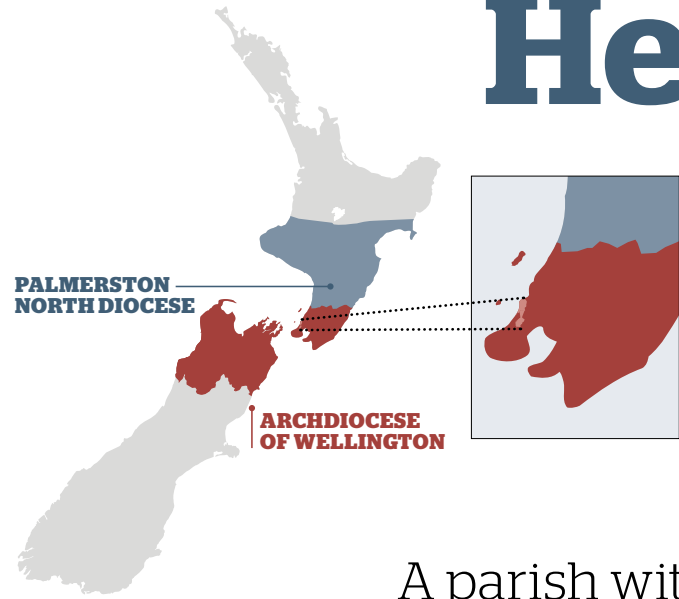 He
PALMERSTON
NORTH DIOCESE
ARCHDIOCESE
OF WELLINGTON
A parish wit